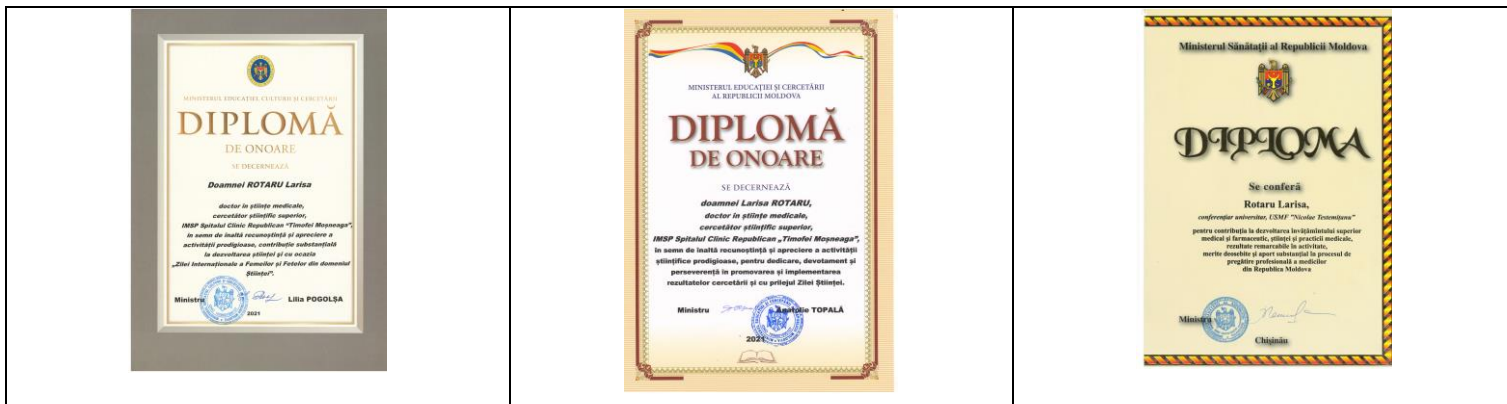 MINISTERUL EDUCAȚIEI, CULTURII ȘI CERCETĂRII
DIPLOMĂ
DE ONOARE
SE DECERNEAZĂ
Doamnei ROTARU Larisa
doctor în științe medicale,
cercetător științific superior,
IMSP Spitalul Clinic Republican "Timofei Moșneaga",
în semn de înaltă recunoștință și apreciere a
activității prodigioase, contribuție substanțială
la dezvoltarea științei și cu ocazia
„Zilei Internaționale a Femeilor și Fetelor din domeniul
Științei".
Ministru Lilia POGOLȘA
2021
MINISTERUL EDUCAȚIEI ȘI CERCETĂRII
AL REPUBLICII MOLDOVA
DIPLOMĂ
DE ONOARE
SE DECERNEAZĂ
doamnei Larisa ROTARU,
doctor în științe medicale,
cercetător științific superior,
IMSP Spitalul Clinic Republican „Timofei Moșneaga",
în semn de înaltă recunoștință și apreciere a activității
științifice prodigioase, pentru dedicare, devotament și
perseverență în promovarea și implementarea
rezultatelor cercetării și cu prilejul Zilei Științei.
Ministru Anatolie TOPALĂ
2021
Ministerul Sănătații al Republicii Moldova
DIPLOMA
Se conferă
Rotaru Larisa,
conferențiar universitar, USMF "Nicolae Testemițanu"
pentru contribuția la dezvoltarea învățămîntului superior
medical și farmaceutic, științei și practicii medicale,
rezultate remarcabile în activitate,
merite deosebite și aport substanțial în procesul de
pregătire profesională a medicilor
din Republica Moldova
Ministru
Chișinău